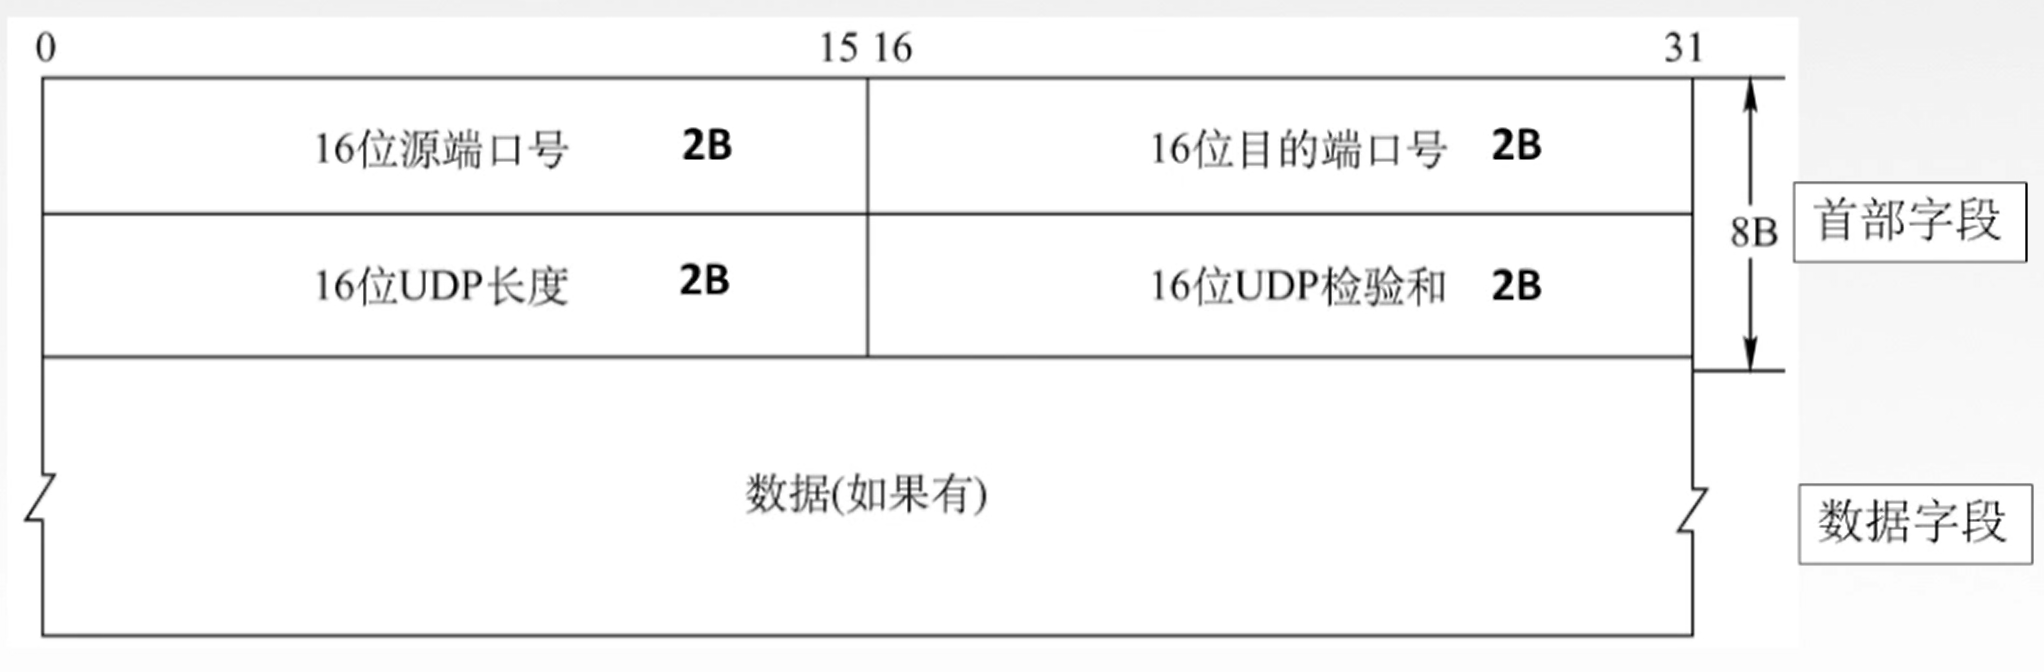 0 15 16 31
16位源端口号 2B 16位目的端口号 2B
首部字段
8B
16位UDP长度 2B 16位UDP检验和 2B
数据(如果有)
数据字段